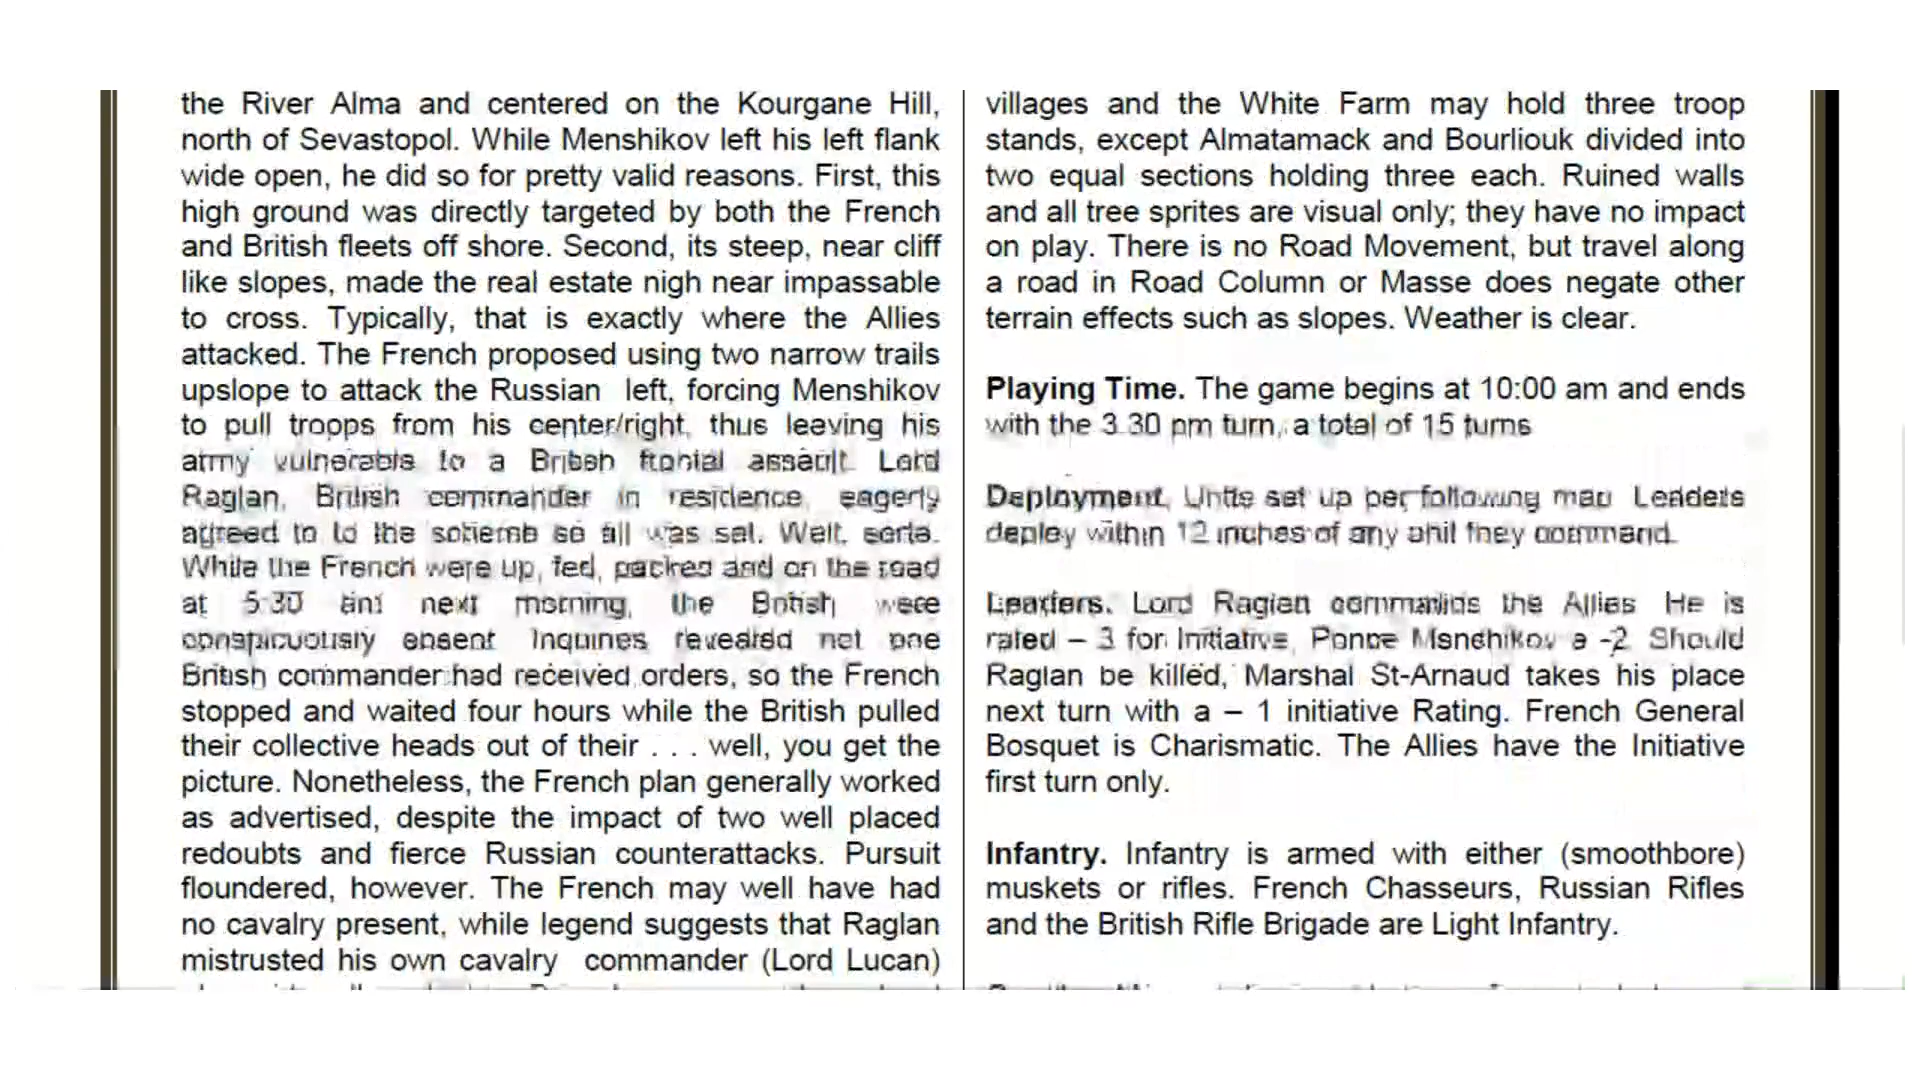 the River Alma and centered on the Kourgane Hill,
north of Sevastopol. While Menshikov left his left flank
wide open, he did so for pretty valid reasons. First, this
high ground was directly targeted by both the French
and British fleets off shore. Second, its steep, near cliff
like slopes, made the real estate nigh near impassable
to cross. Typically, that is exactly where the Allies
attacked. The French proposed using two narrow trails
upslope to attack the Russian left, forcing Menshikov
to pull troops from his center/right, thus leaving his
army vulnerable to a British frontal assault. Lord
Raglan, British commander in residence, eagerly
agreed to to the scheme so all was set. Well, sorta.
While the French were up, fed, packed and on the road
at 5:30 am next morning, the British were
conspicuously absent. Inquiries revealed not one
British commander had received orders, so the French
stopped and waited four hours while the British pulled
their collective heads out of their . . . well, you get the
picture. Nonetheless, the French plan generally worked
as advertised, despite the impact of two well placed
redoubts and fierce Russian counterattacks. Pursuit
floundered, however. The French may well have had
no cavalry present, while legend suggests that Raglan
mistrusted his own cavalry commander (Lord Lucan)
villages and the White Farm may hold three troop
stands, except Almatamack and Bourliouk divided into
two equal sections holding three each. Ruined walls
and all tree sprites are visual only; they have no impact
on play. There is no Road Movement, but travel along
a road in Road Column or Masse does negate other
terrain effects such as slopes. Weather is clear.
Playing Time. The game begins at 10:00 am and ends
with the 3:30 pm turn, a total of 15 turns
Deployment. Units set up per following map. Leaders
deploy within 12 inches of any unit they command.
Leaders. Lord Raglan commands the Allies. He is
rated – 3 for Initiative, Prince Menshikov a -2. Should
Raglan be killed, Marshal St-Arnaud takes his place
next turn with a – 1 initiative Rating. French General
Bosquet is Charismatic. The Allies have the Initiative
first turn only.
Infantry. Infantry is armed with either (smoothbore)
muskets or rifles. French Chasseurs, Russian Rifles
and the British Rifle Brigade are Light Infantry.